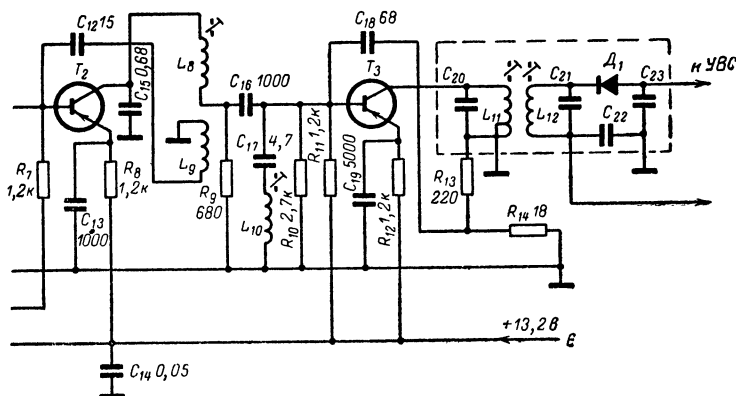 C12 15
C18 68
T2
C15 0,68
L8
C16 1000
T3
C20
L11
L12
C21
Д1
C23
к УВС
C22
R7
1,2к
R8
1,2к
L9
R9
680
C17
4,7
L10
R10 2,7к
R11 1,2к
C19 5000
R12 1,2к
R13
220
R14 18
C13
1000
+13,2 В
E
C14 0,05